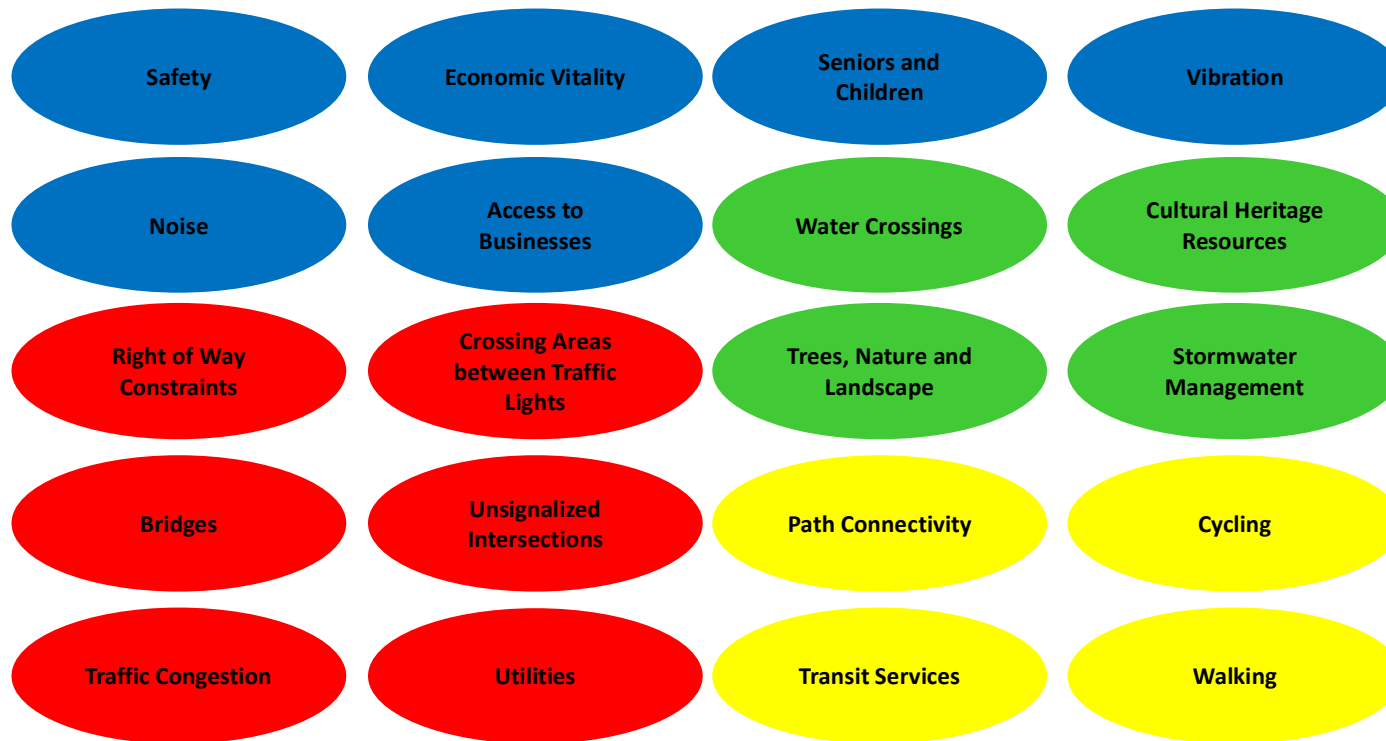 Safety
Economic Vitality
Seniors and
Children
Vibration
Noise
Access to
Businesses
Water Crossings
Cultural Heritage
Resources
Right of Way
Constraints
Crossing Areas
between Traffic
Lights
Trees, Nature and
Landscape
Stormwater
Management
Bridges
Unsignalized
Intersections
Path Connectivity
Cycling
Traffic Congestion
Utilities
Transit Services
Walking